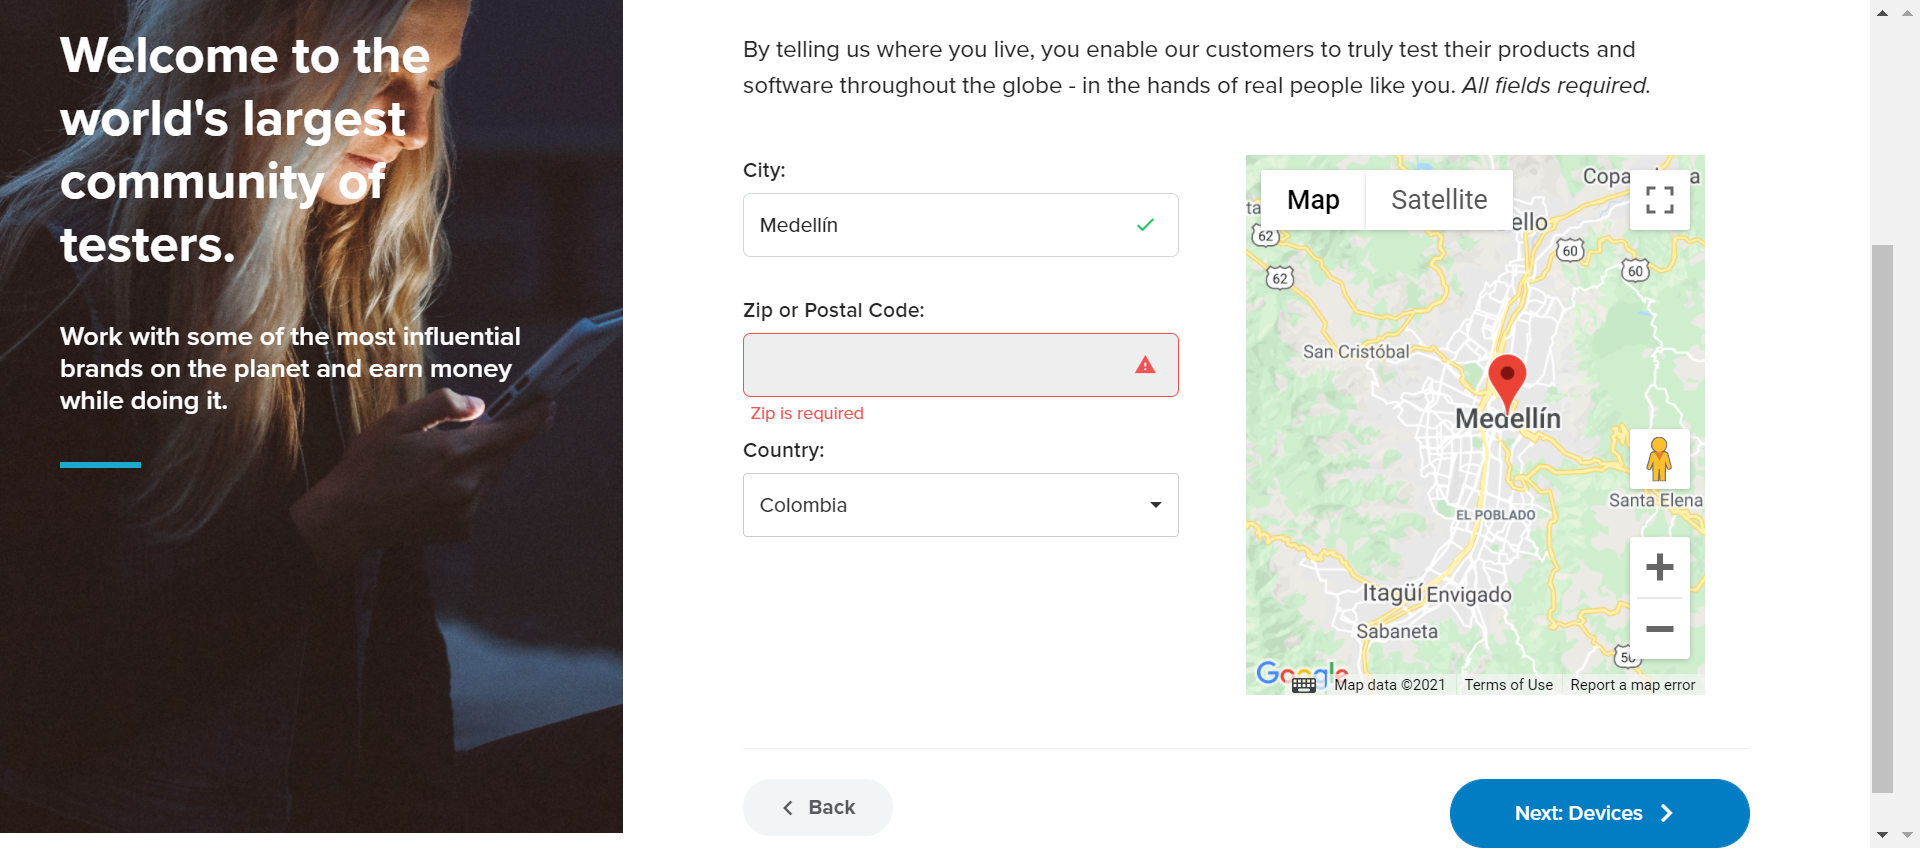 Welcome to the
world's largest
community of
testers.
Work with some of the most influential
brands on the planet and earn money
while doing it.
By telling us where you live, you enable our customers to truly test their products and
software throughout the globe - in the hands of real people like you. All fields required.
City:
Medellín
Zip or Postal Code:
Zip is required
Country:
Colombia
Map
Satellite
Copa
a
ta
ello
62
60
62
60
San Cristóbal
Medellín
Santa Elena
EL POBLADO
Itagüí
Envigado
Sabaneta
Google
Map data ©2021
Terms of Use
Report a map error
Back
Next: Devices